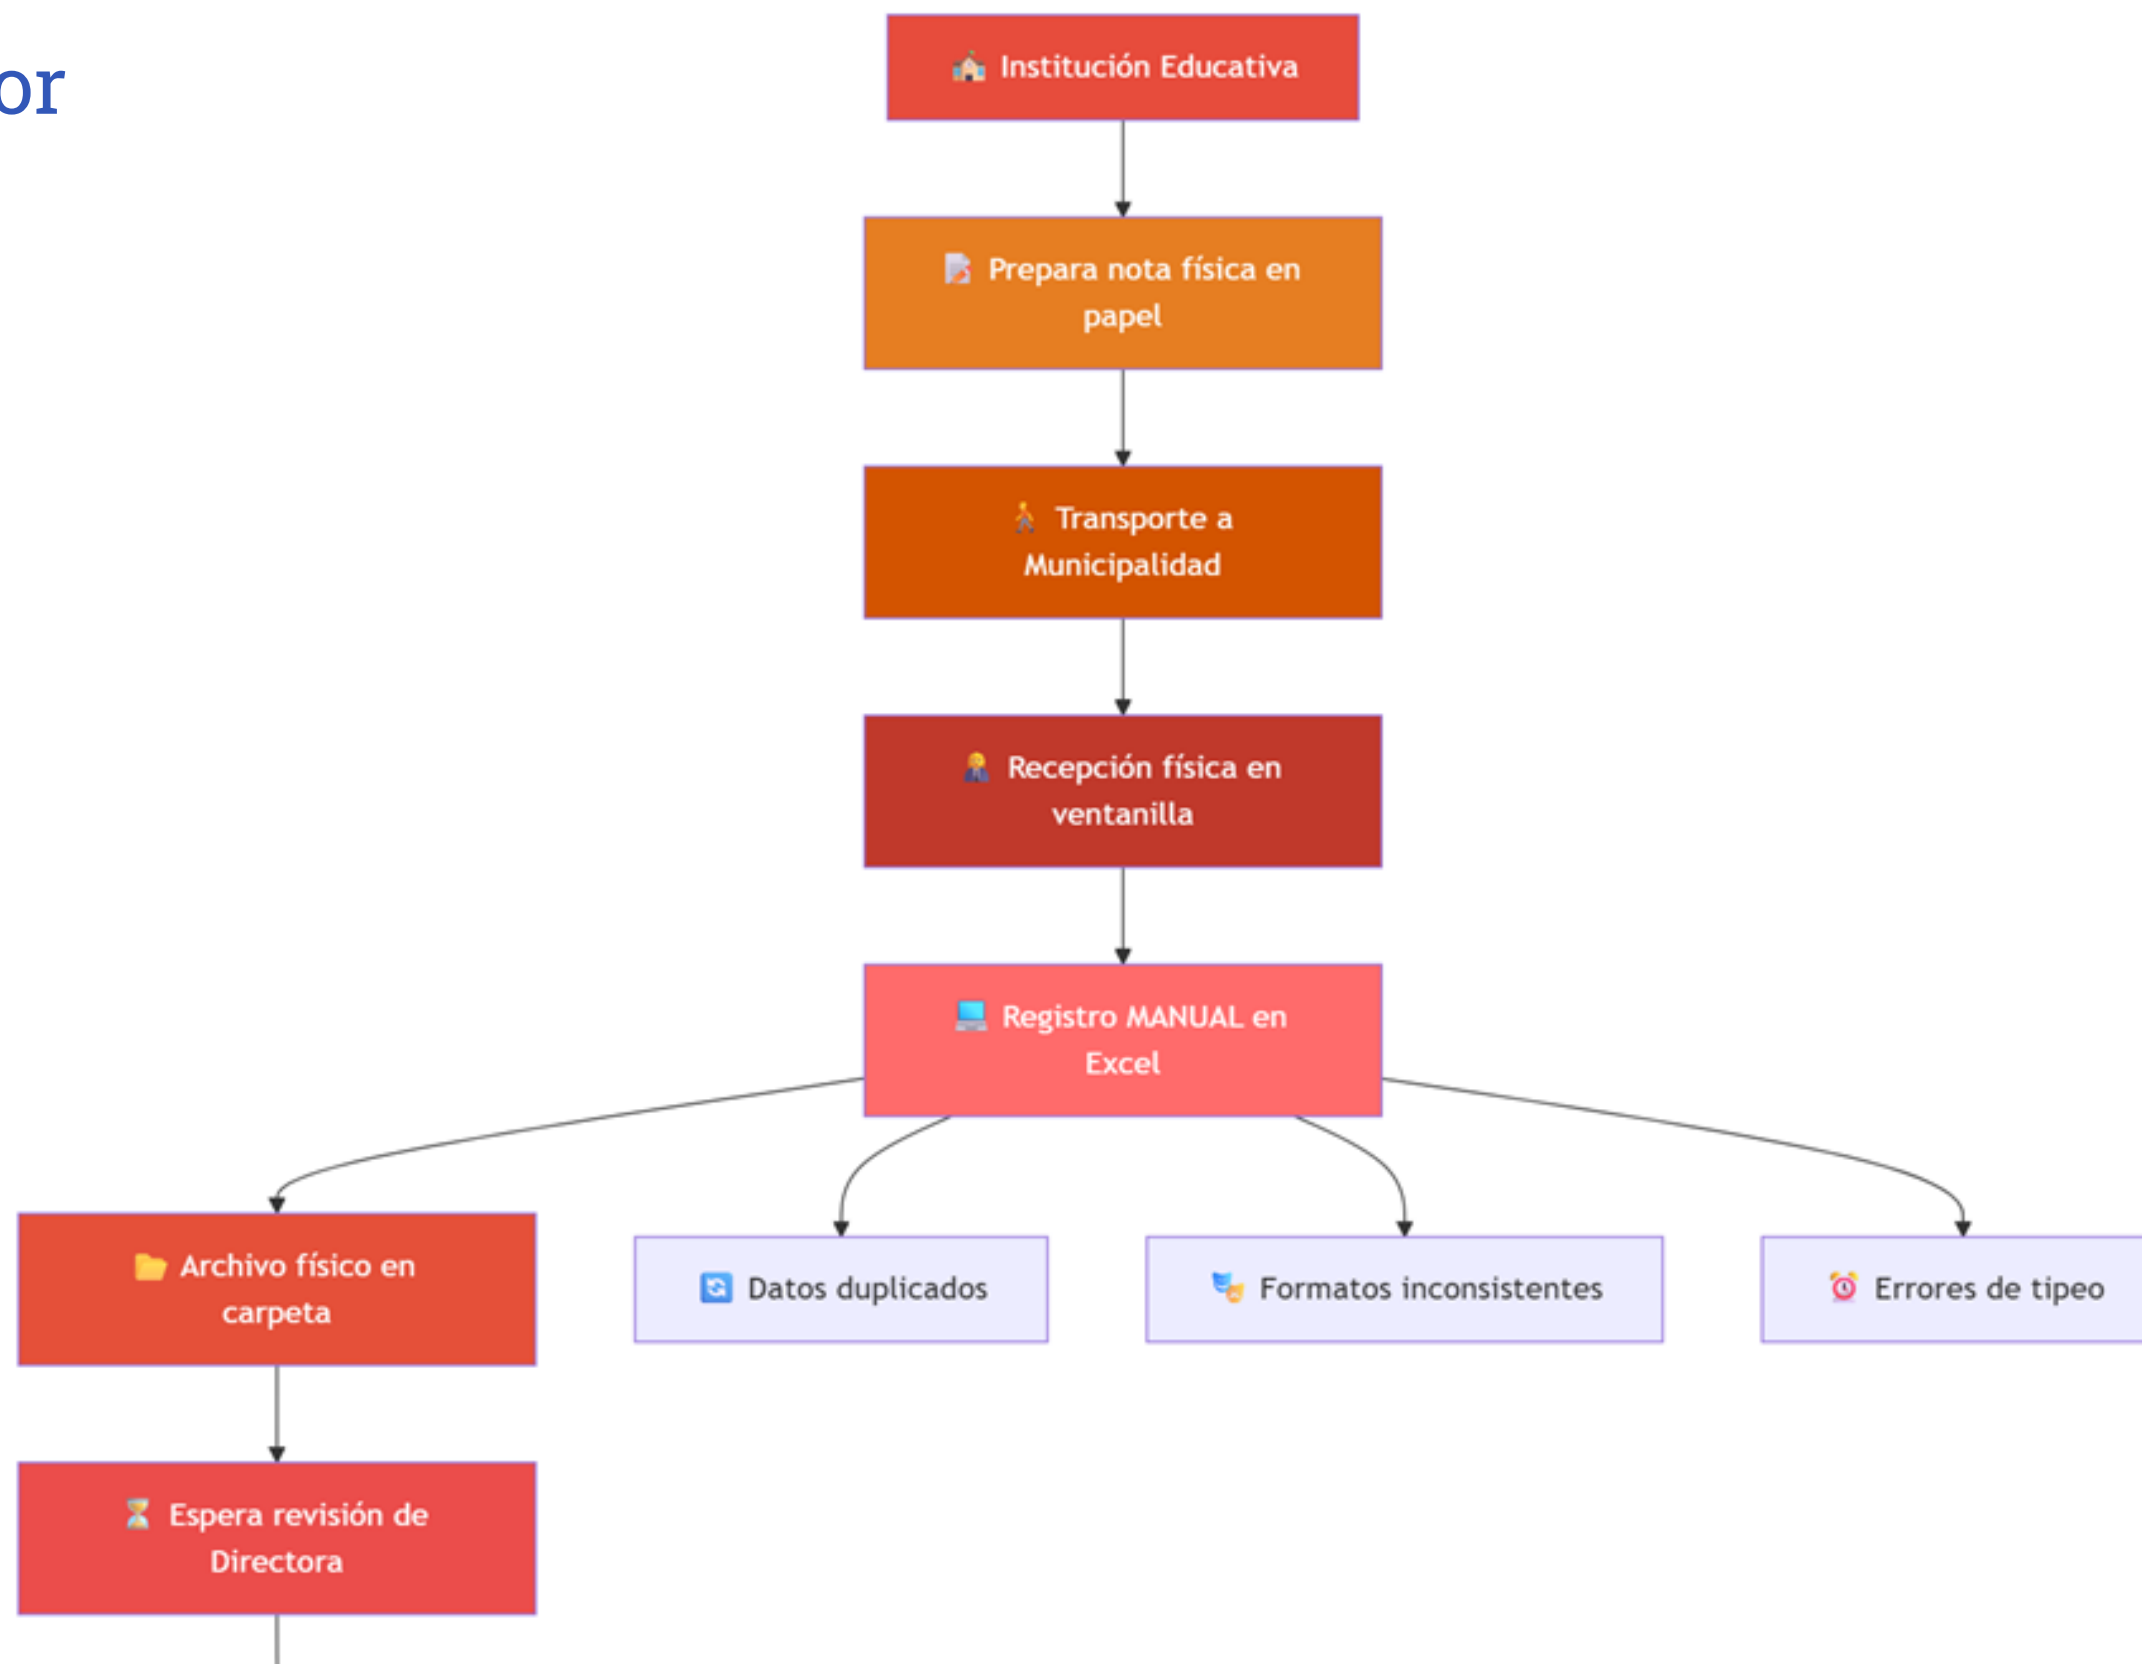 or
Institución Educativa
Prepara nota física en
papel
Transporte a
Municipalidad
Recepción física en
ventanilla
Registro MANUAL en
Excel
Archivo físico en
carpeta
Datos duplicados
Formatos inconsistentes
Errores de tipeo
Espera revisión de
Directora